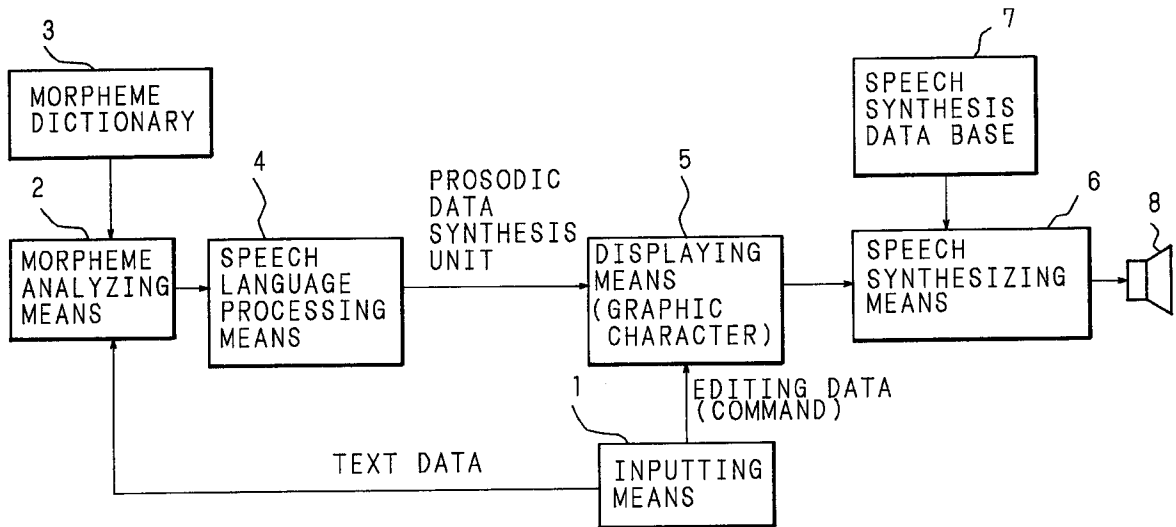 3
MORPHEME
DICTIONARY
7
SPEECH
SYNTHESIS
DATA BASE
2
MORPHEME
ANALYZING
MEANS
4
SPEECH
LANGUAGE
PROCESSING
MEANS
PROSODIC
DATA
SYNTHESIS
UNIT
5
DISPLAYING
MEANS
(GRAPHIC
CHARACTER)
6
SPEECH
SYNTHESIZING
MEANS
8
EDITING DATA
(COMMAND)
1
INPUTTING
MEANS
TEXT DATA